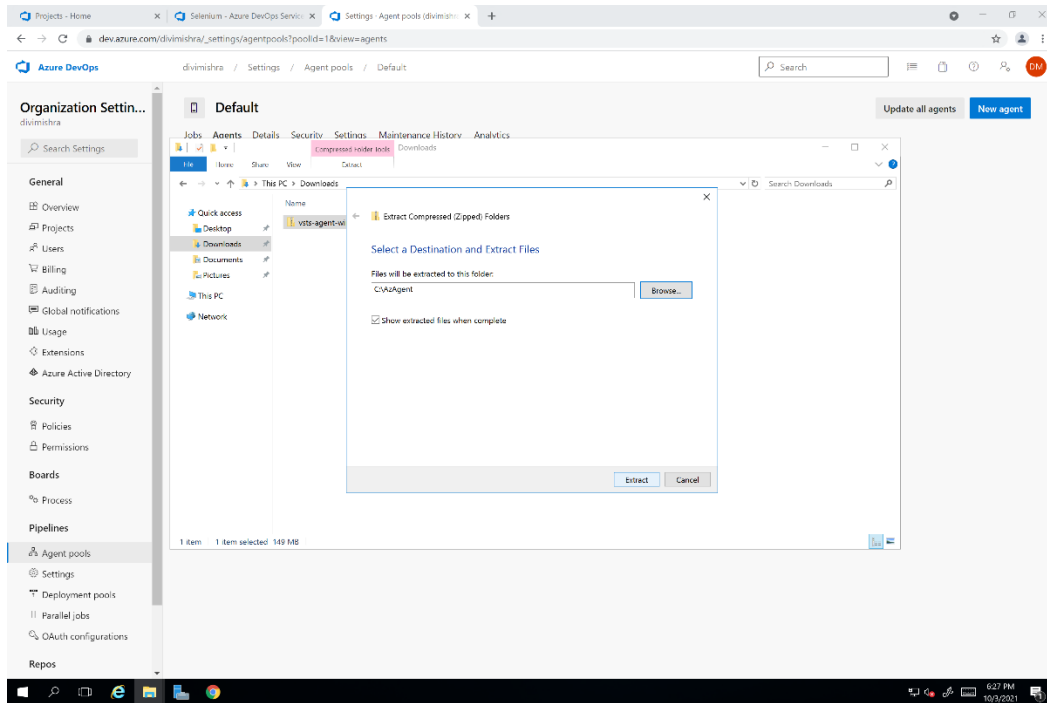 Projects - Home
Selenium - Azure DevOps Service
Settings - Agent pools (divimishr
dev.azure.com/divimishra/_settings/agentpools?poolId=1&view=agents
Azure DevOps
divimishra / Settings / Agent pools / Default
Search
DM
Organization Settin...
divimishra
Search Settings
General
Overview
Projects
Users
Billing
Auditing
Global notifications
Usage
Extensions
Azure Active Directory
Security
Policies
Permissions
Boards
Process
Pipelines
Agent pools
Settings
Deployment pools
Parallel jobs
OAuth configurations
Repos
Default
Update all agents
New agent
Jobs Agents Details Security Settings Maintenance History Analytics
Compressed Folder Tools Downloads
File Home Share View Extract
This PC > Downloads
Search Downloads
Name
Quick access
Desktop
Downloads
Documents
Pictures
This PC
Network
vsts-agent-wi
Extract Compressed (Zipped) Folders
Select a Destination and Extract Files
Files will be extracted to this folder:
C:\AzAgent
Browse...
Show extracted files when complete
Extract
Cancel
1 item 1 item selected 149 MB
6:27 PM
10/3/2021